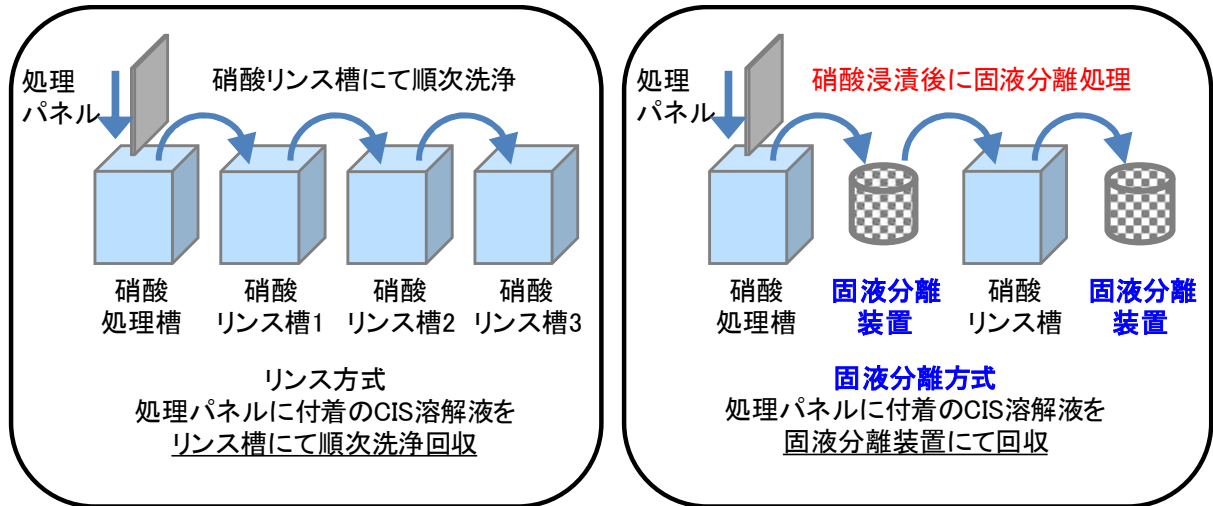 処理
パネル
硝酸リンス槽にて順次洗浄
硝酸
処理槽
硝酸
リンス槽1
硝酸
リンス槽2
硝酸
リンス槽3
リンス方式
処理パネルに付着のCIS溶解液を
リンス槽にて順次洗浄回収
処理
パネル
硝酸浸漬後に固液分離処理
硝酸
処理槽
固液分離
装置
硝酸
リンス槽
固液分離
装置
固液分離方式
処理パネルに付着のCIS溶解液を
固液分離装置にて回収